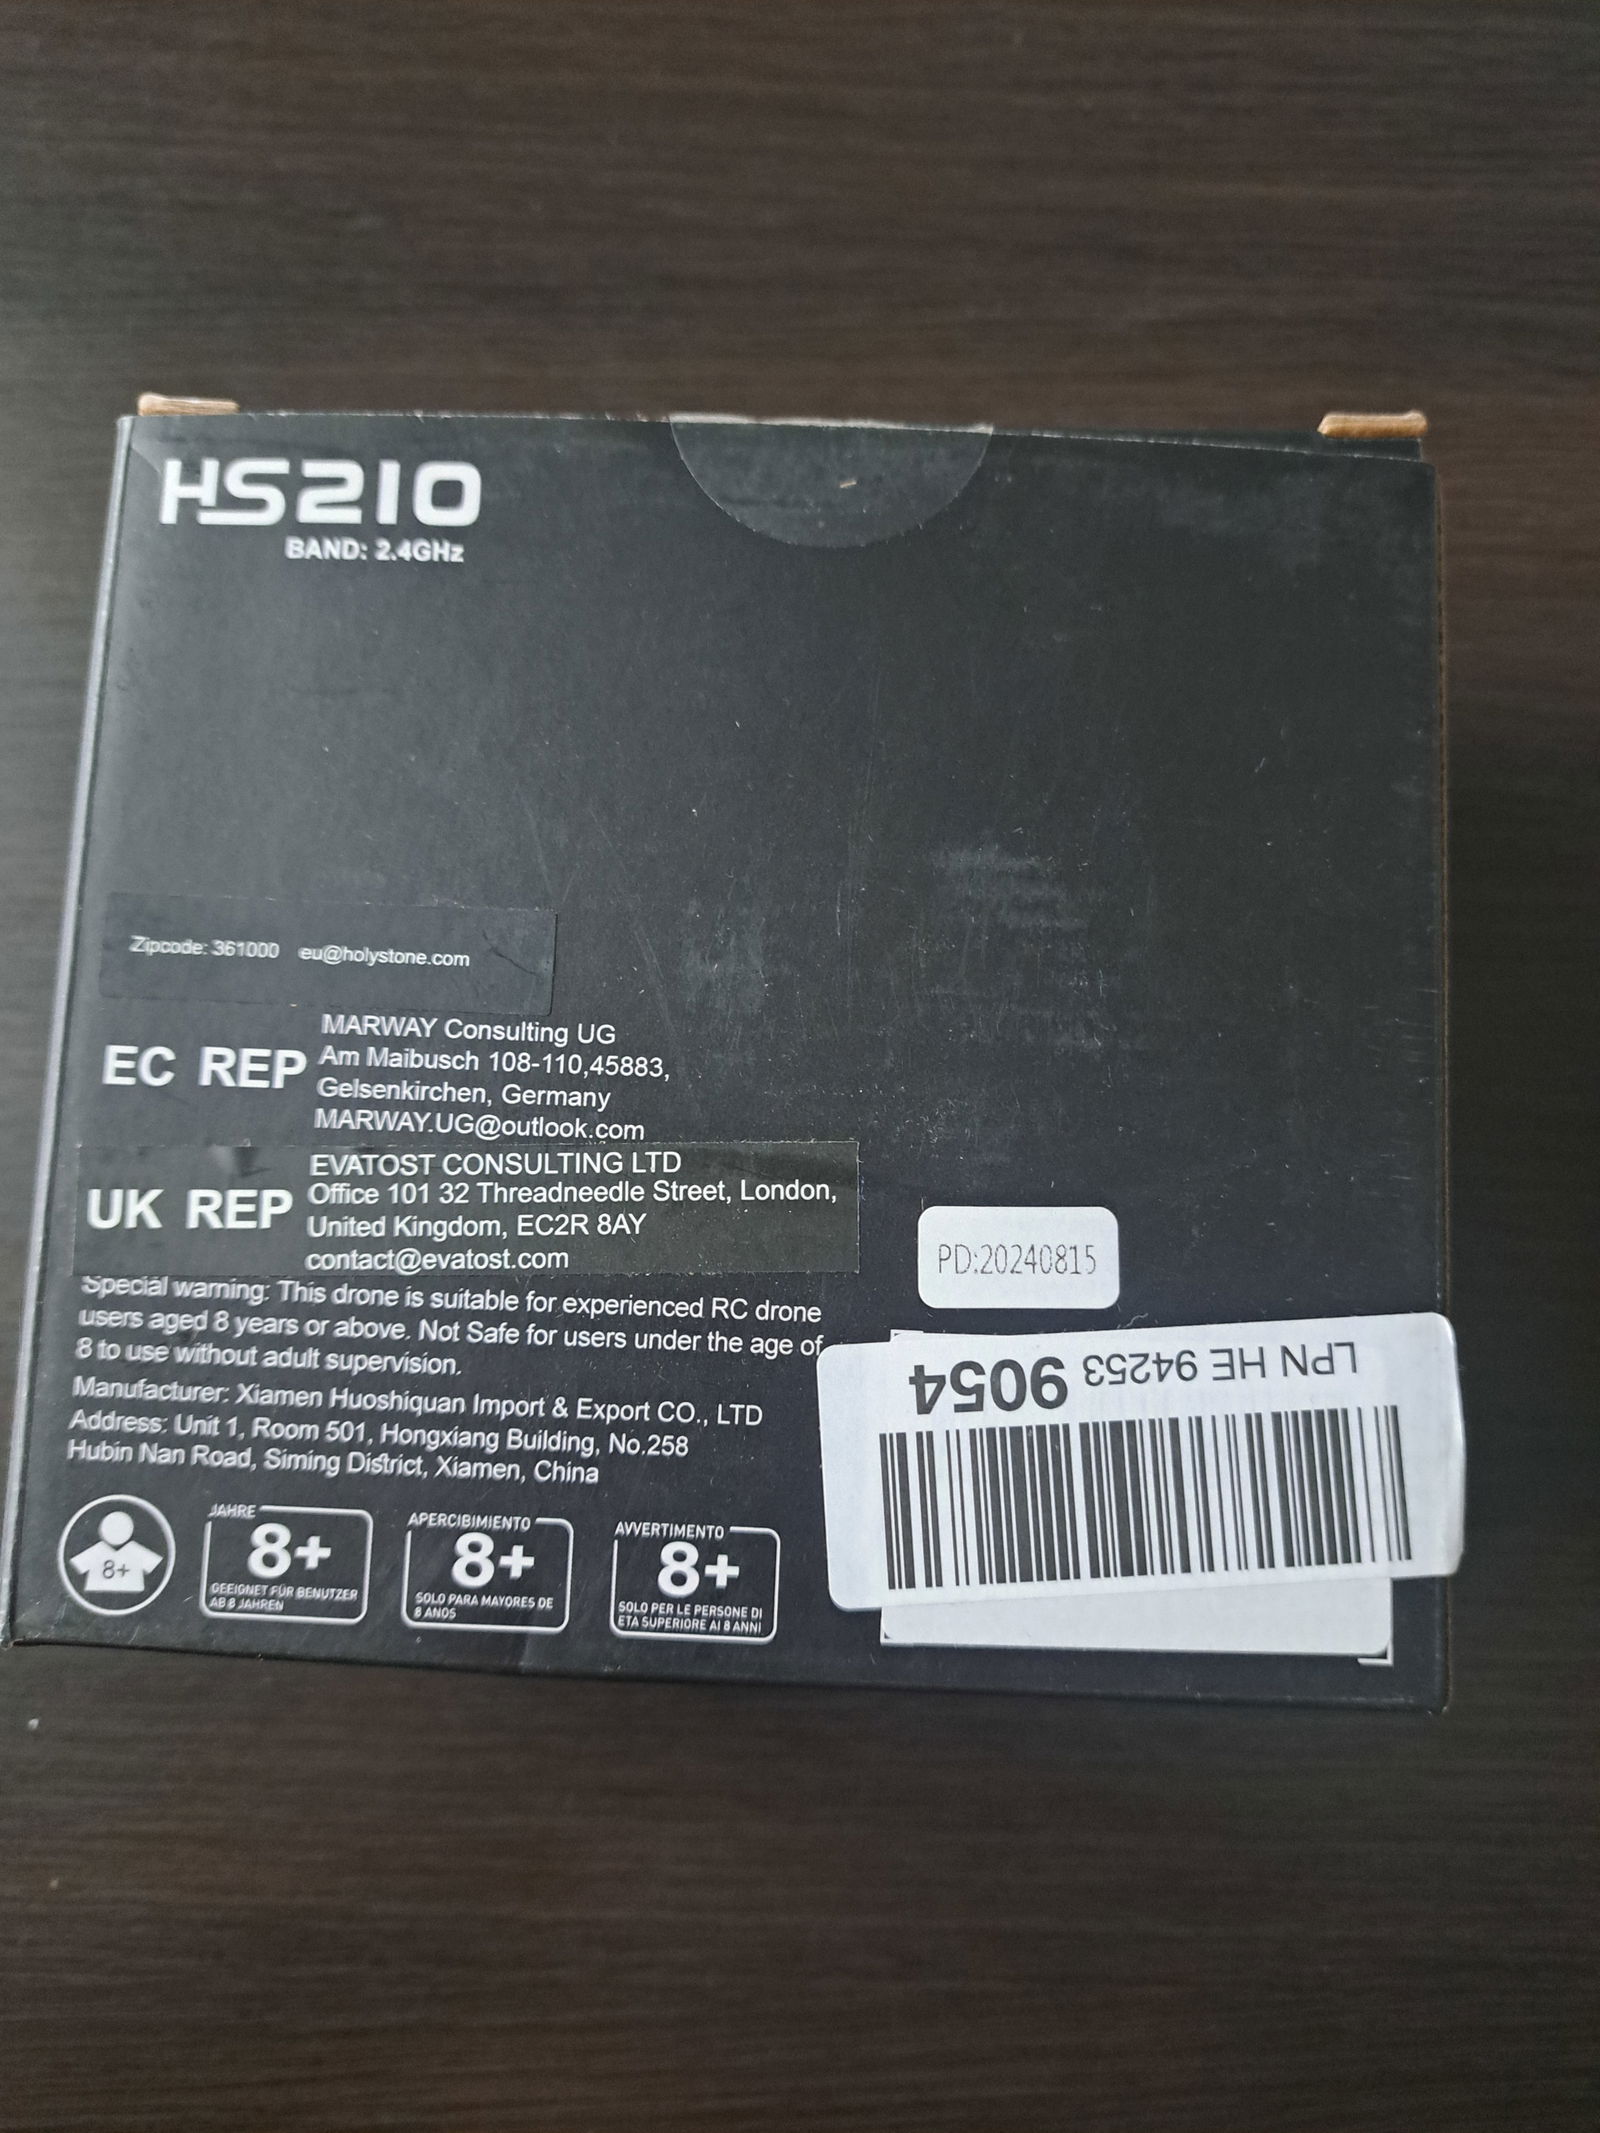 HS210
BAND: 2.4GHz
Zipcode: 361000 eu@holystone.com
EC REP
MARWAY Consulting UG
Am Maibusch 108-110,45883,
Gelsenkirchen, Germany
MARWAY.UG@outlook.com
UK REP
EVATOST CONSULTING LTD
Office 101 32 Threadneedle Street, London,
United Kingdom, EC2R 8AY
contact@evatost.com
Special warning: This drone is suitable for experienced RC drone
users aged 8 years or above. Not Safe for users under the age of
8 to use without adult supervision.
Manufacturer: Xiamen Huoshiquan Import & Export CO., LTD
Address: Unit 1, Room 501, Hongxiang Building, No.258
Hubin Nan Road, Siming District, Xiamen, China
8+
JAHRE
8+
GEEIGNET FÜR BENUTZER
AB 8 JAHREN
APERCIBIMIENTO
8+
SOLO PARA MAYORES DE
8 ANOS
AVVERTIMENTO
8+
SOLO PER LE PERSONE DI
ETA SUPERIORE AI 8 ANNI
PD:20240815
LPN HE 94253 9054